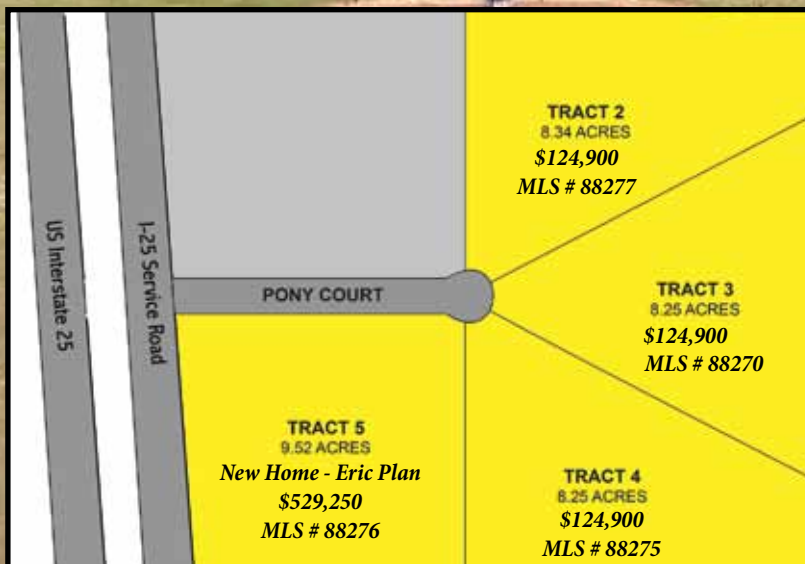 TRACT 2
8.34 ACRES
$124,900
MLS # 88277
US Interstate 25
I-25 Service Road
PONY COURT
TRACT 3
8.25 ACRES
$124,900
MLS # 88270
TRACT 5
9.52 ACRES
New Home - Eric Plan
$529,250
MLS # 88276
TRACT 4
8.25 ACRES
$124,900
MLS # 88275